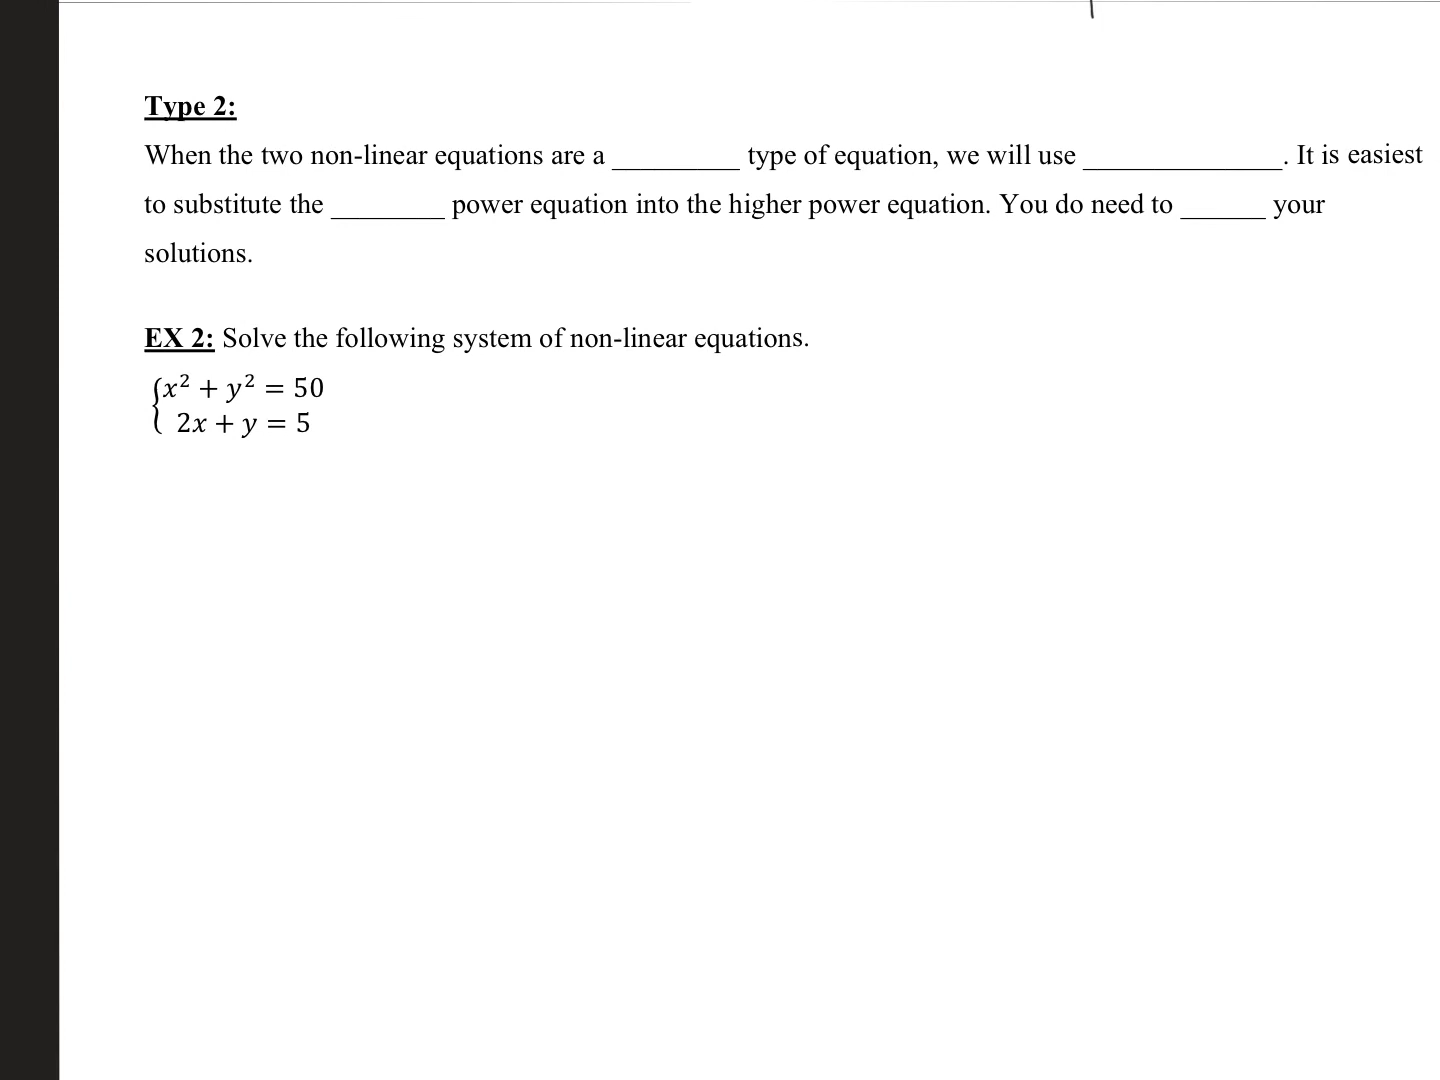 Type 2:
When the two non-linear equations are a _________ type of equation, we will use ______________. It is easiest
to substitute the ________ power equation into the higher power equation. You do need to ______ your
solutions.
EX 2: Solve the following system of non-linear equations.
x² + y² = 50
2x + y = 5